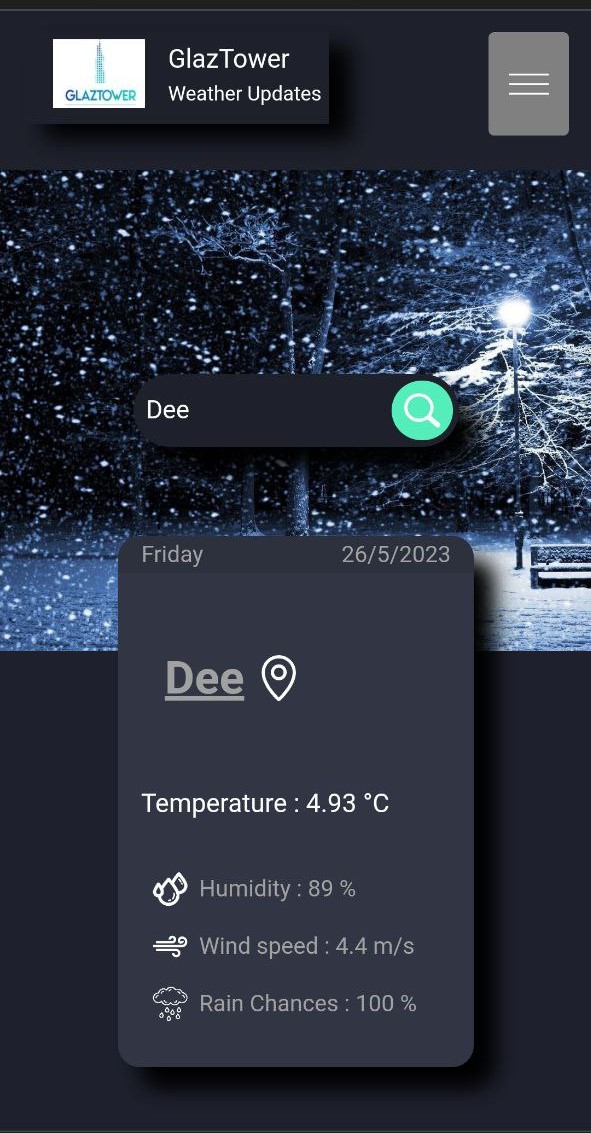 GLAZTOWER
GlazTower
Weather Updates
Dee
Friday 26/5/2023
Dee
Temperature : 4.93 °C
Humidity : 89 %
Wind speed : 4.4 m/s
Rain Chances : 100 %